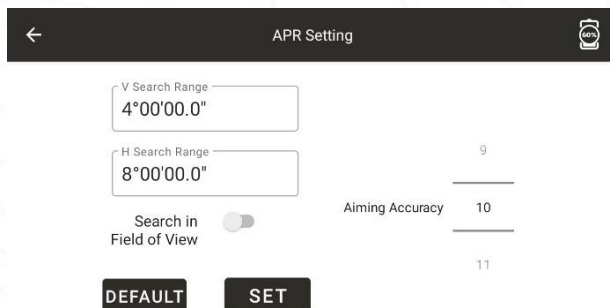 APR Setting
60%
V Search Range
4°00'00.0"
H Search Range
8°00'00.0"
Search in
Field of View
Aiming Accuracy
9
10
11
DEFAULT
SET